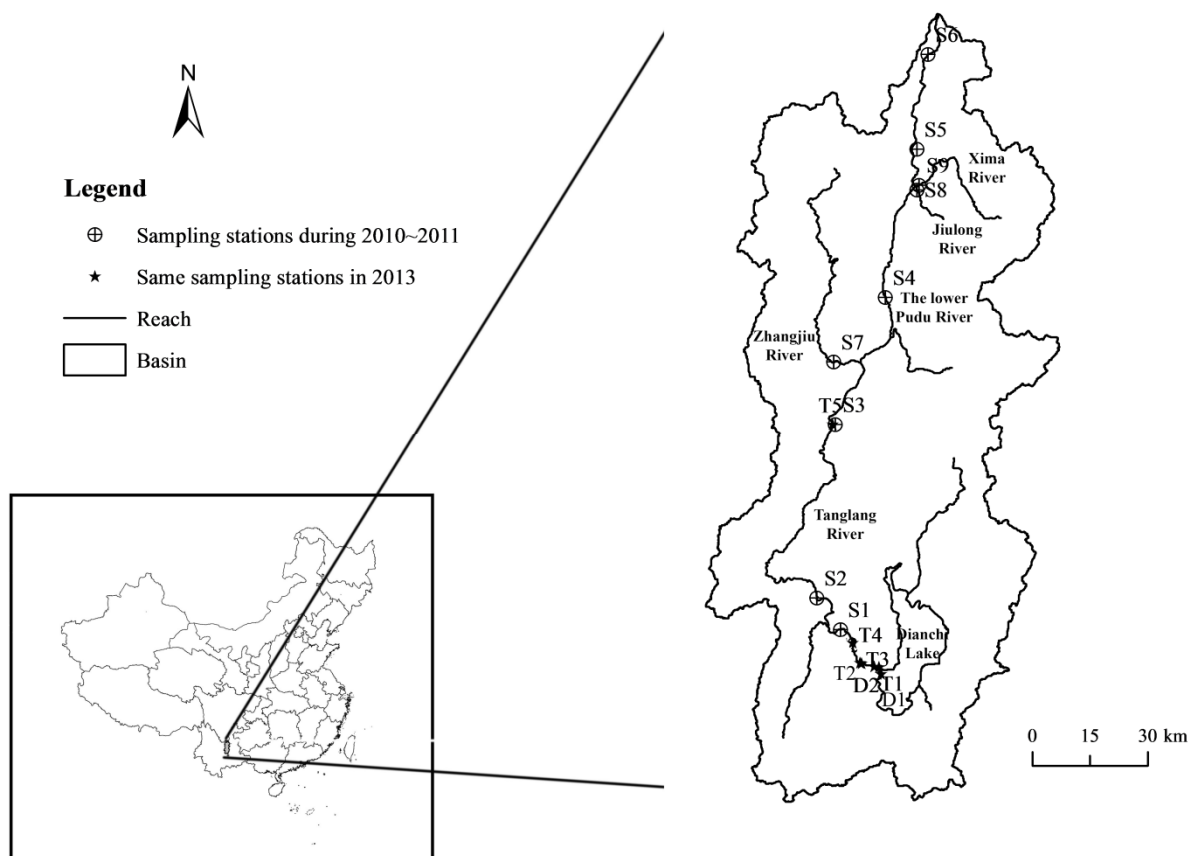 N
Legend
Sampling stations during 2010~2011
Same sampling stations in 2013
Reach
Basin
S6
S5
S9
Xima
River
S8
Jiulong
River
S4
The lower
Pudu River
Zhangjiu
River
S7
T5S3
Tanglang
River
S2
S1
T4
Dianchi
Lake
T3
T2
D2
T1
D1
0 15 30 km